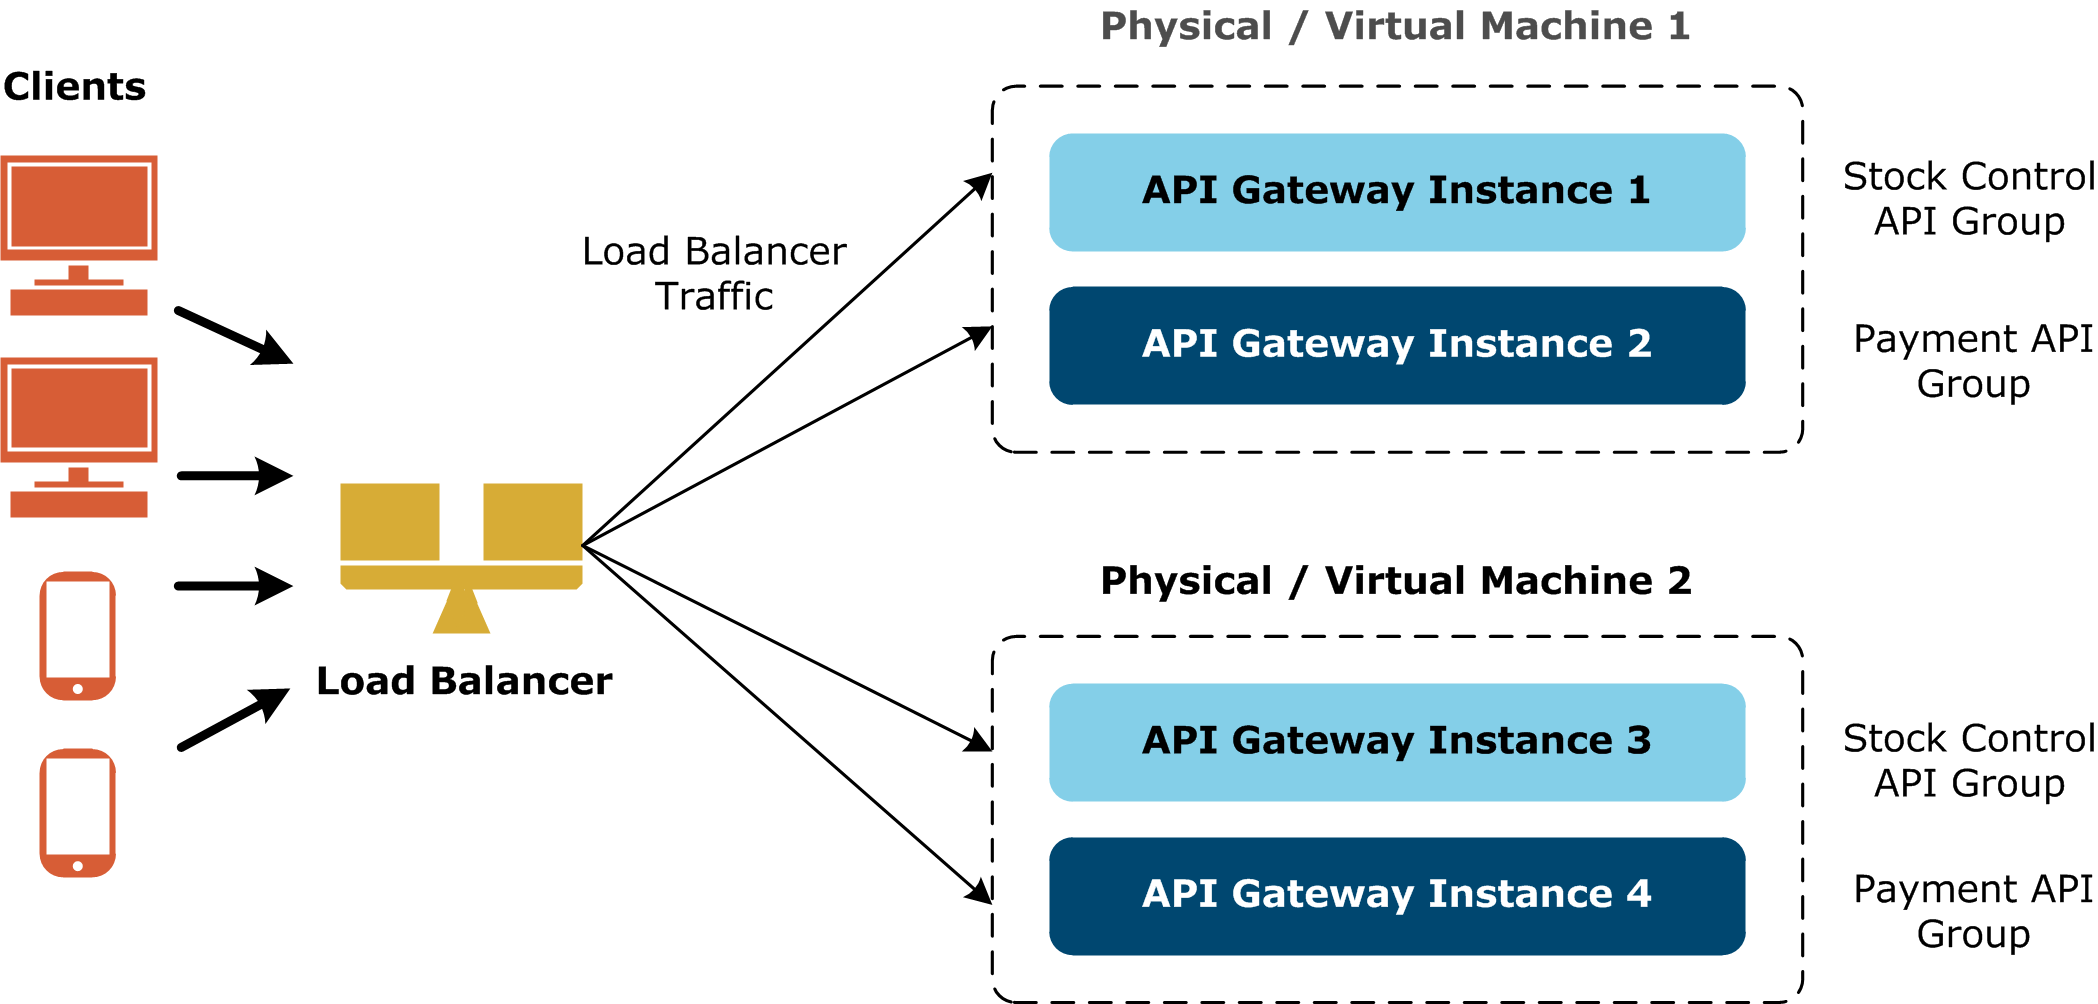 Physical / Virtual Machine 1
Clients
API Gateway Instance 1
Stock Control
API Group
Load Balancer
Traffic
API Gateway Instance 2
Payment API
Group
Physical / Virtual Machine 2
Load Balancer
API Gateway Instance 3
Stock Control
API Group
API Gateway Instance 4
Payment API
Group